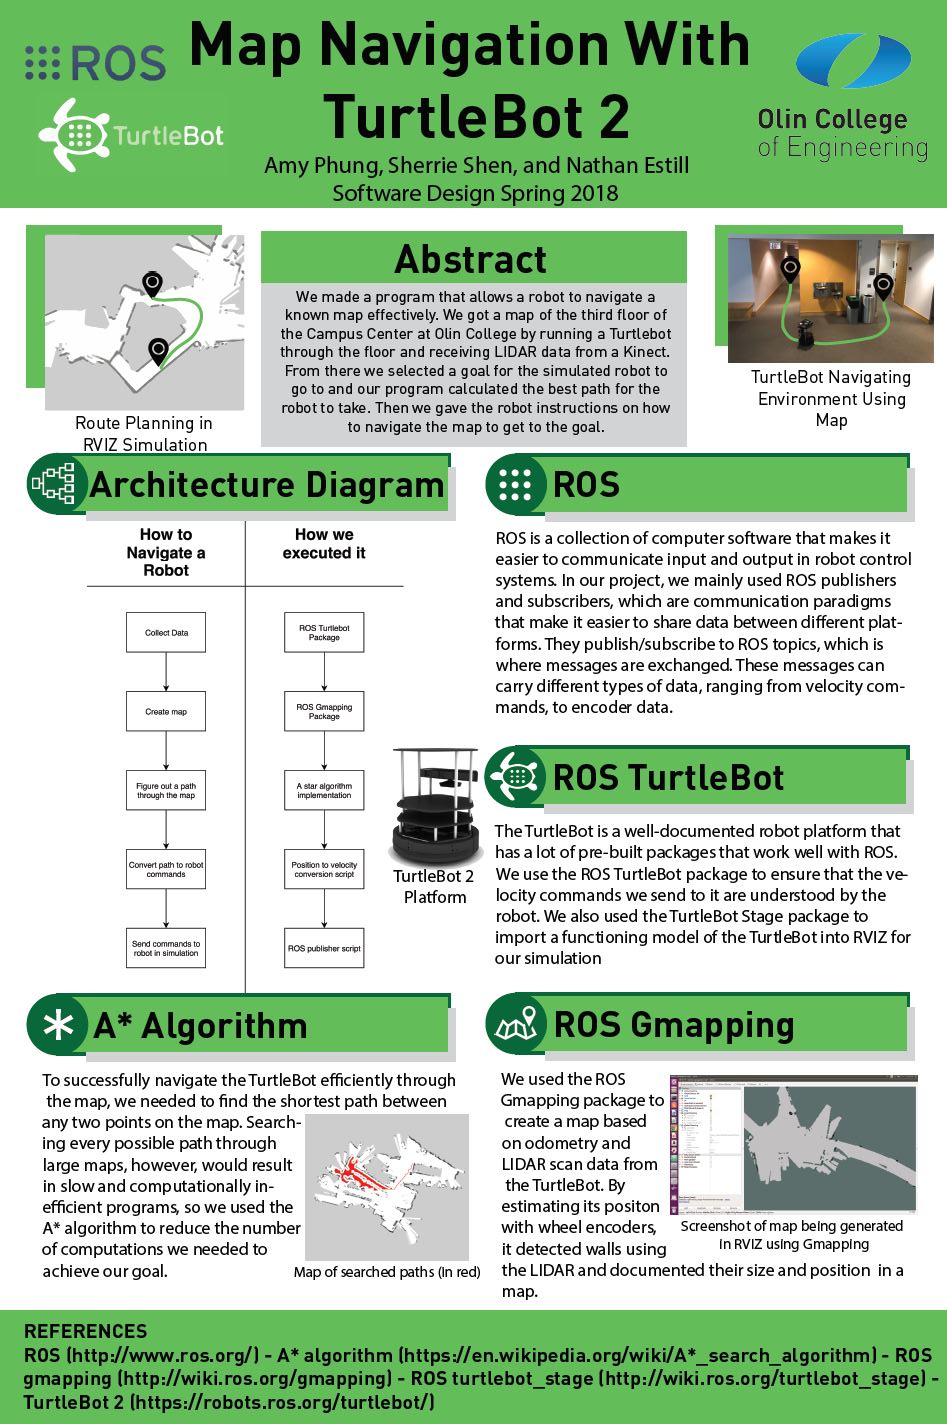 ROS
TurtleBot
Map Navigation With
TurtleBot 2
Amy Phung, Sherrie Shen, and Nathan Estill
Software Design Spring 2018
Olin College
of Engineering
Route Planning in
RVIZ Simulation
Abstract
We made a program that allows a robot to navigate a
known map effectively. We got a map of the third floor of
the Campus Center at Olin College by running a Turtlebot
through the floor and receiving LIDAR data from a Kinect.
From there we selected a goal for the simulated robot to
go to and our program calculated the best path for the
robot to take. Then we gave the robot instructions on how
to navigate the map to get to the goal.
TurtleBot Navigating
Environment Using
Map
Architecture Diagram
How to
Navigate a
Robot
How we
executed it
Collect Data
ROS Turtlebot
Package
Create map
ROS Gmapping
Package
Figure out a path
through the map
A star algorithm
implementation
Convert path to robot
commands
Position to velocity
conversion script
Send commands to
robot in simulation
ROS publisher script
TurtleBot 2
Platform
ROS
ROS is a collection of computer software that makes it
easier to communicate input and output in robot control
systems. In our project, we mainly used ROS publishers
and subscribers, which are communication paradigms
that make it easier to share data between different plat-
forms. They publish/subscribe to ROS topics, which is
where messages are exchanged. These messages can
carry different types of data, ranging from velocity com-
mands, to encoder data.
ROS TurtleBot
The TurtleBot is a well-documented robot platform that
has a lot of pre-built packages that work well with ROS.
We use the ROS TurtleBot package to ensure that the ve-
locity commands we send to it are understood by the
robot. We also used the TurtleBot Stage package to
import a functioning model of the TurtleBot into RVIZ for
our simulation
A* Algorithm
To successfully navigate the TurtleBot efficiently through
the map, we needed to find the shortest path between
any two points on the map. Search-
ing every possible path through
large maps, however, would result
in slow and computationally in-
efficient programs, so we used the
A* algorithm to reduce the number
of computations we needed to
achieve our goal.
Map of searched paths (in red)
ROS Gmapping
We used the ROS
Gmapping package to
create a map based
on odometry and
LIDAR scan data from
the TurtleBot. By
estimating its positon
with wheel encoders,
it detected walls using
the LIDAR and documented their size and position in a
map.
Screenshot of map being generated
in RVIZ using Gmapping
REFERENCES
ROS (http://www.ros.org/) - A* algorithm (https://en.wikipedia.org/wiki/A*_search_algorithm) - ROS
gmapping (http://wiki.ros.org/gmapping) - ROS turtlebot_stage (http://wiki.ros.org/turtlebot_stage) -
TurtleBot 2 (https://robots.ros.org/turtlebot/)